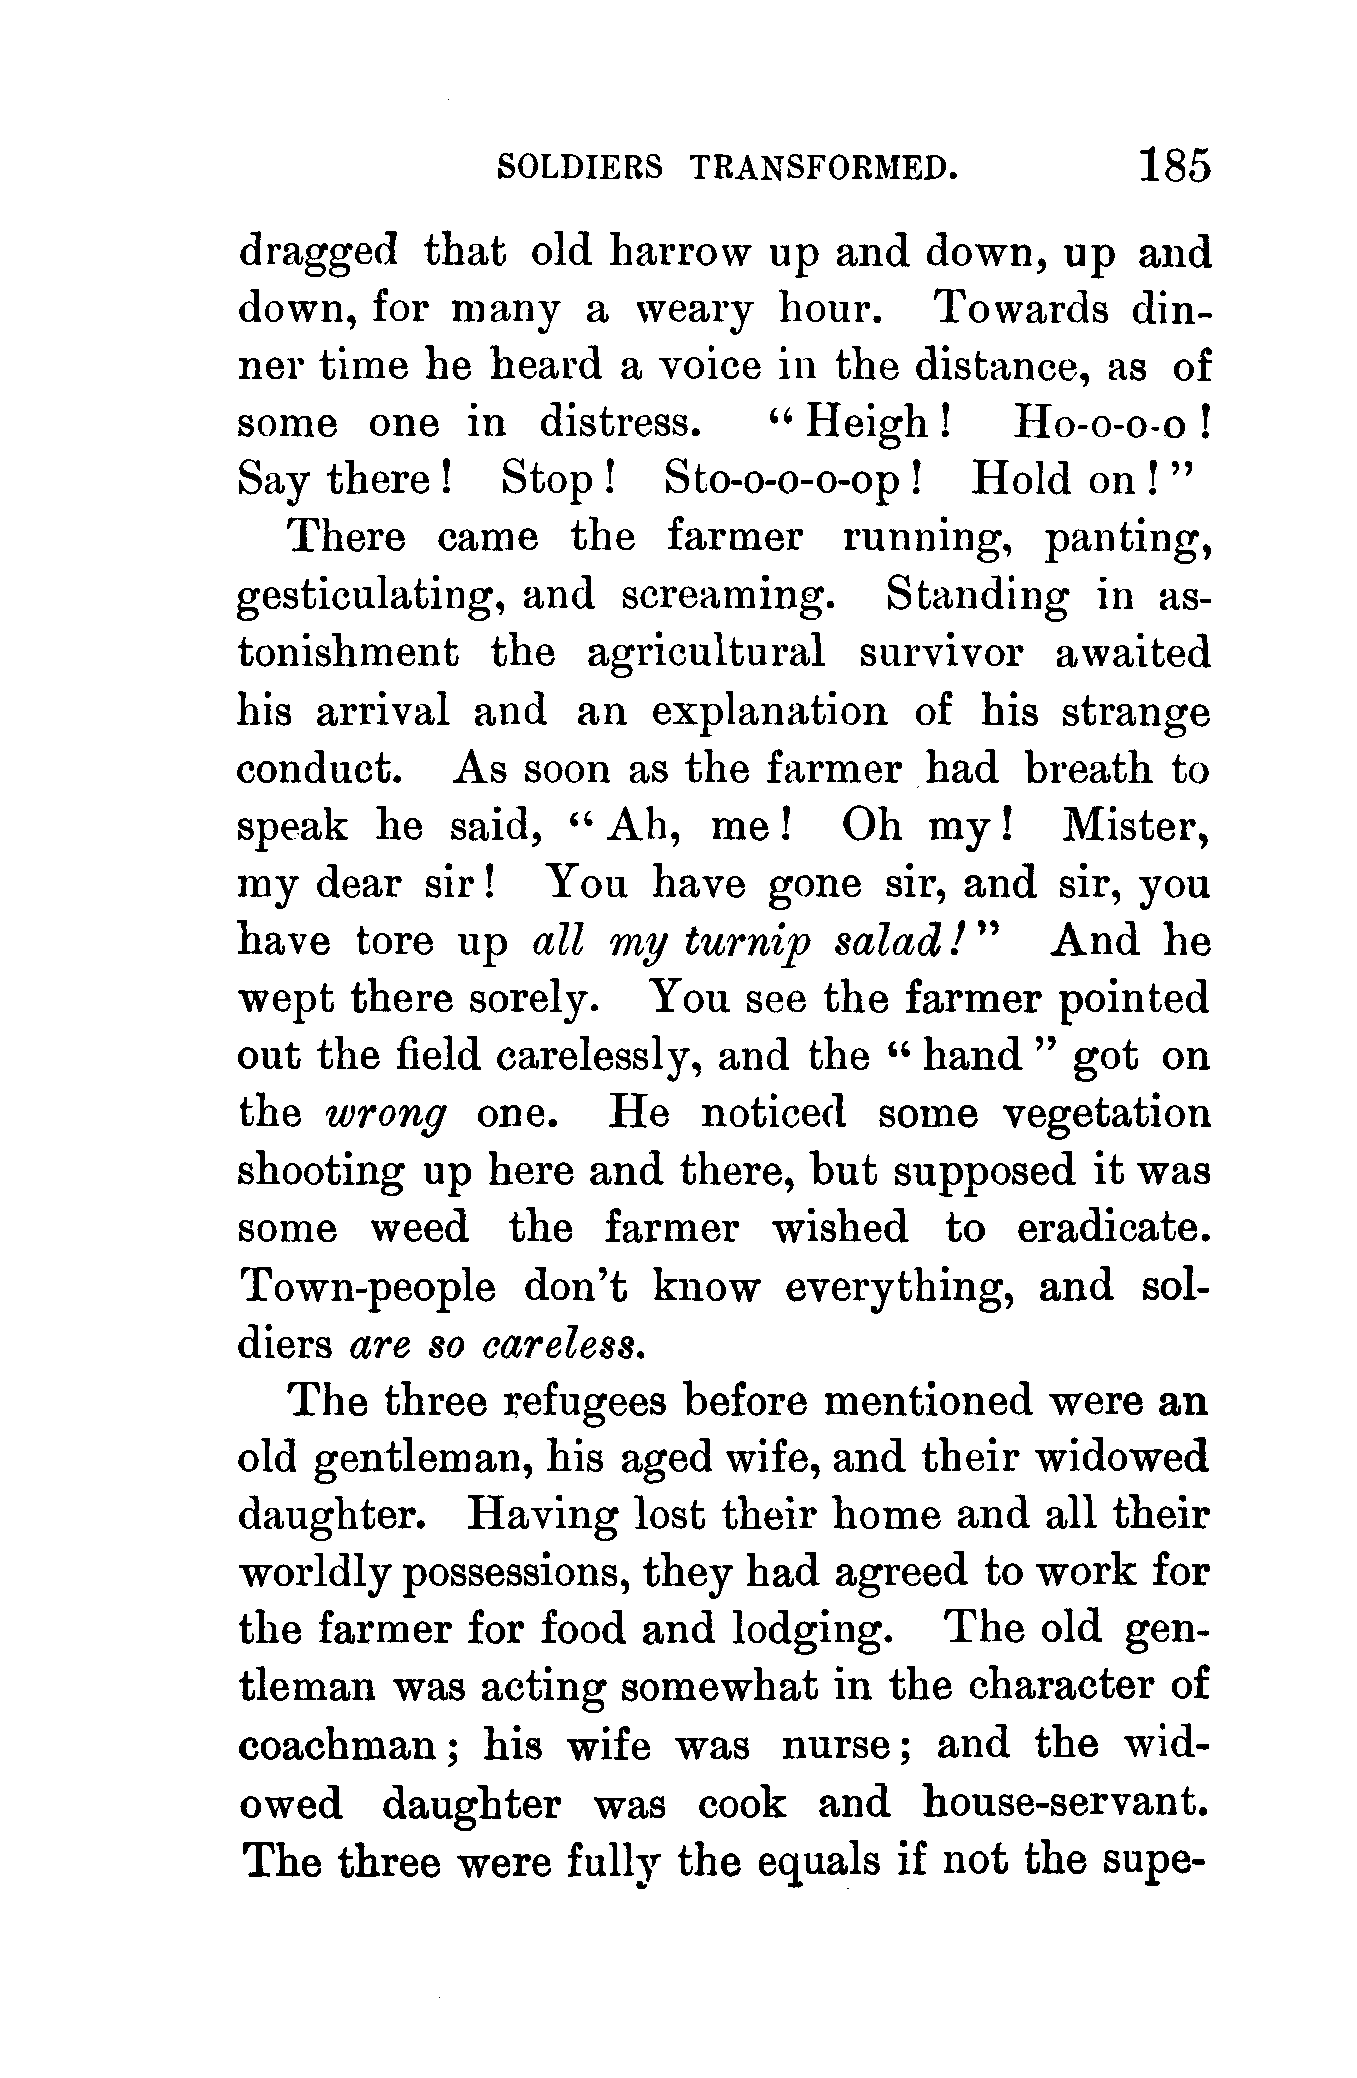 SOLDIERS TRANSFORMED. 185
dragged that old harrow up and down, up and
down, for many a weary hour. Towards din-
ner time he heard a voice in the distance, as of
some one in distress. “Heigh! Ho-o-o-o!
Say there! Stop! Sto-o-o-o-op! Hold on!”
There came the farmer running, panting,
gesticulating, and screaming. Standing in as-
tonishment the agricultural survivor awaited
his arrival and an explanation of his strange
conduct. As soon as the farmer had breath to
speak he said, “Ah, me! Oh my! Mister,
my dear sir! You have gone sir, and sir, you
have tore up all my turnip salad!” And he
wept there sorely. You see the farmer pointed
out the field carelessly, and the “hand” got on
the wrong one. He noticed some vegetation
shooting up here and there, but supposed it was
some weed the farmer wished to eradicate.
Town-people don’t know everything, and sol-
diers are so careless.
The three refugees before mentioned were an
old gentleman, his aged wife, and their widowed
daughter. Having lost their home and all their
worldly possessions, they had agreed to work for
the farmer for food and lodging. The old gen-
tleman was acting somewhat in the character of
coachman; his wife was nurse; and the wid-
owed daughter was cook and house-servant.
The three were fully the equals if not the supe-